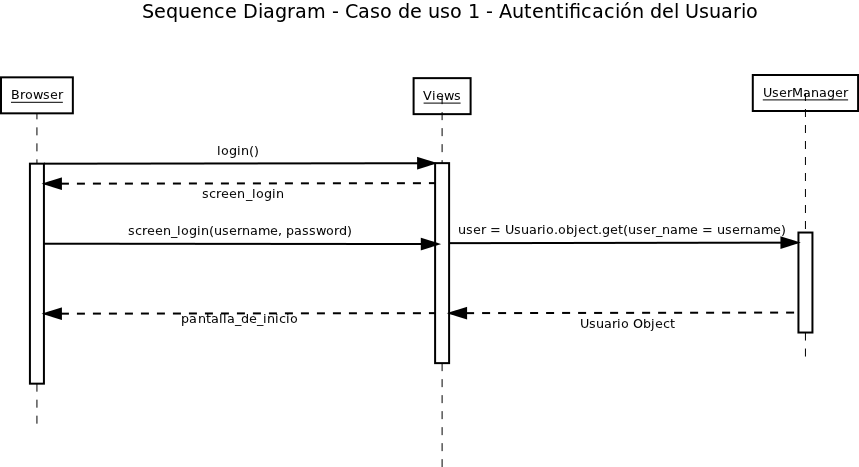 Sequence Diagram - Caso de uso 1 - Autentificación del Usuario
Browser
Views
UserManager
login()
screen_login
screen_login(username, password)
user = Usuario.object.get(user_name = username)
pantalla_de_inicio
Usuario Object